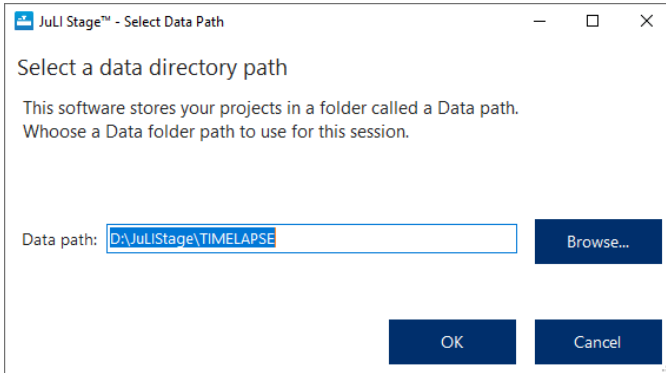 JuLI Stage™ - Select Data Path
Select a data directory path
This software stores your projects in a folder called a Data path.
Whoose a Data folder path to use for this session.
Data path: D:\JuLIStage\TIMELAPSE Browse...
OK Cancel